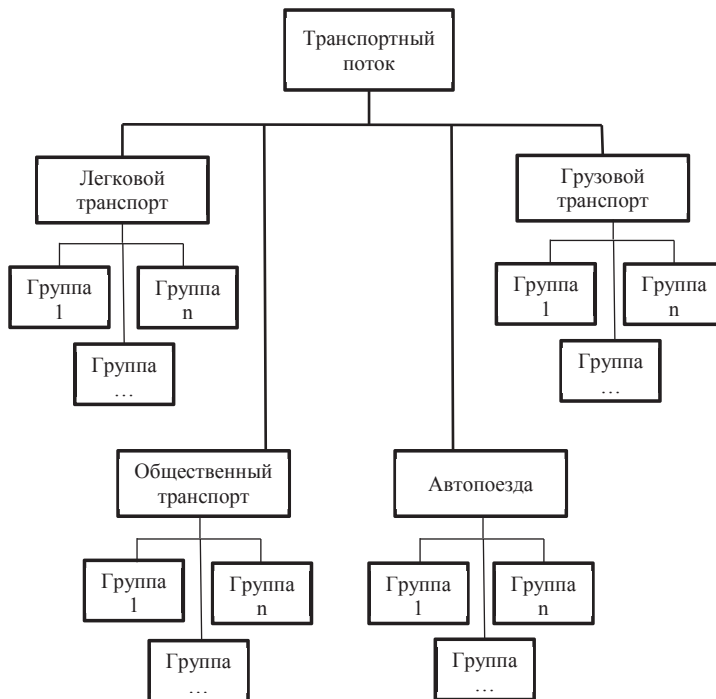 Транспортный
поток
Легковой
транспорт
Грузовой
транспорт
Группа
1
Группа
n
Группа
…
Группа
1
Группа
n
Группа
…
Общественный
транспорт
Автопоезда
Группа
1
Группа
n
Группа
…
Группа
1
Группа
n
Группа
…